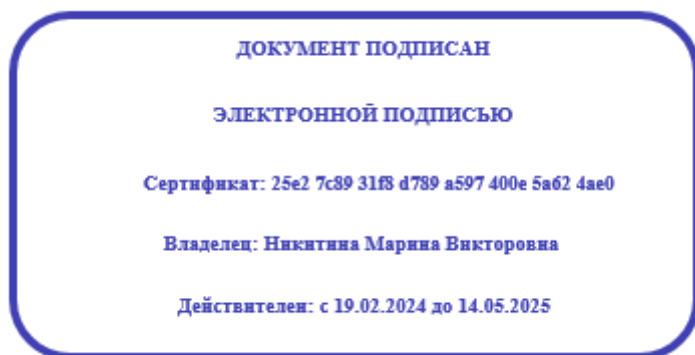 ДОКУМЕНТ ПОДПИСАН
ЭЛЕКТРОННОЙ ПОДПИСЬЮ
Сертификат: 25e2 7c89 31f8 d789 a597 400e 5a62 4ae0
Владелец: Никитина Марина Викторовна
Действителен: с 19.02.2024 до 14.05.2025